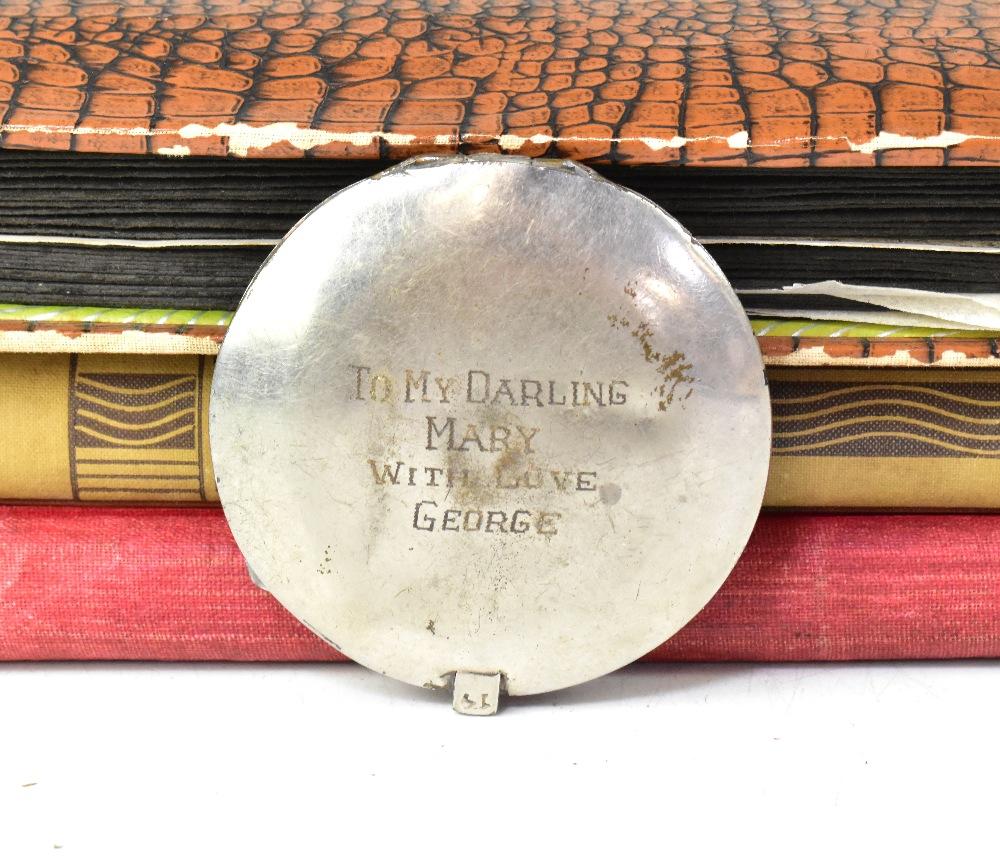 To My Darling
Mary
With Love
George